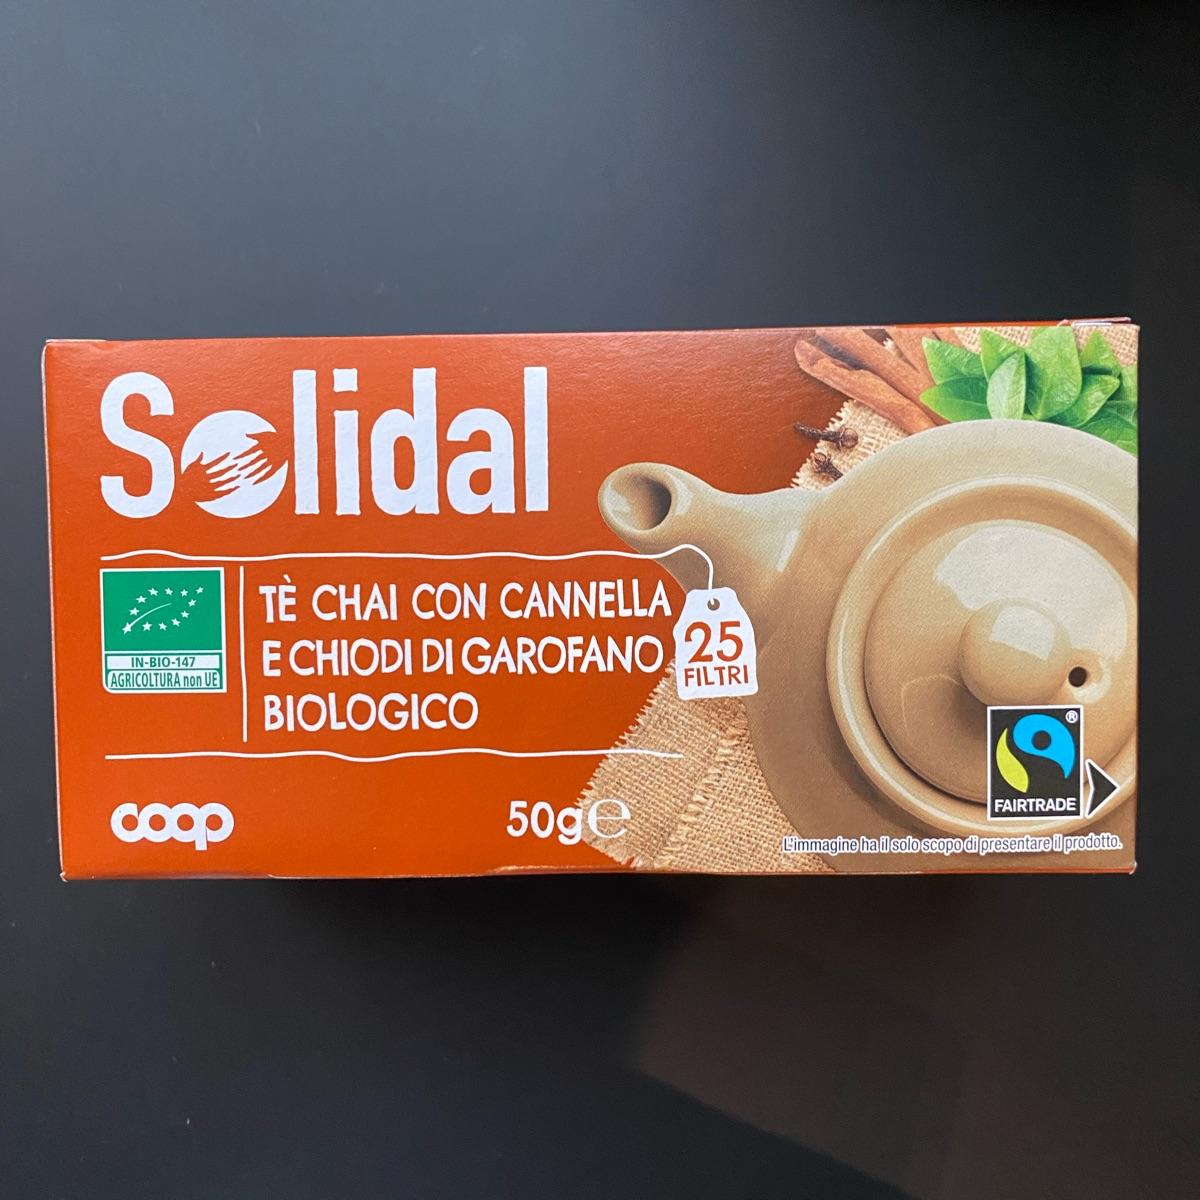 Solidal
IN-BIO-147
AGRICOLTURA non UE
TÈ CHAI CON CANNELLA
E CHIODI DI GAROFANO
BIOLOGICO
25
FILTRI
coop
50g℮
FAIRTRADE
®
L'immagine ha il solo scopo di presentare il prodotto.